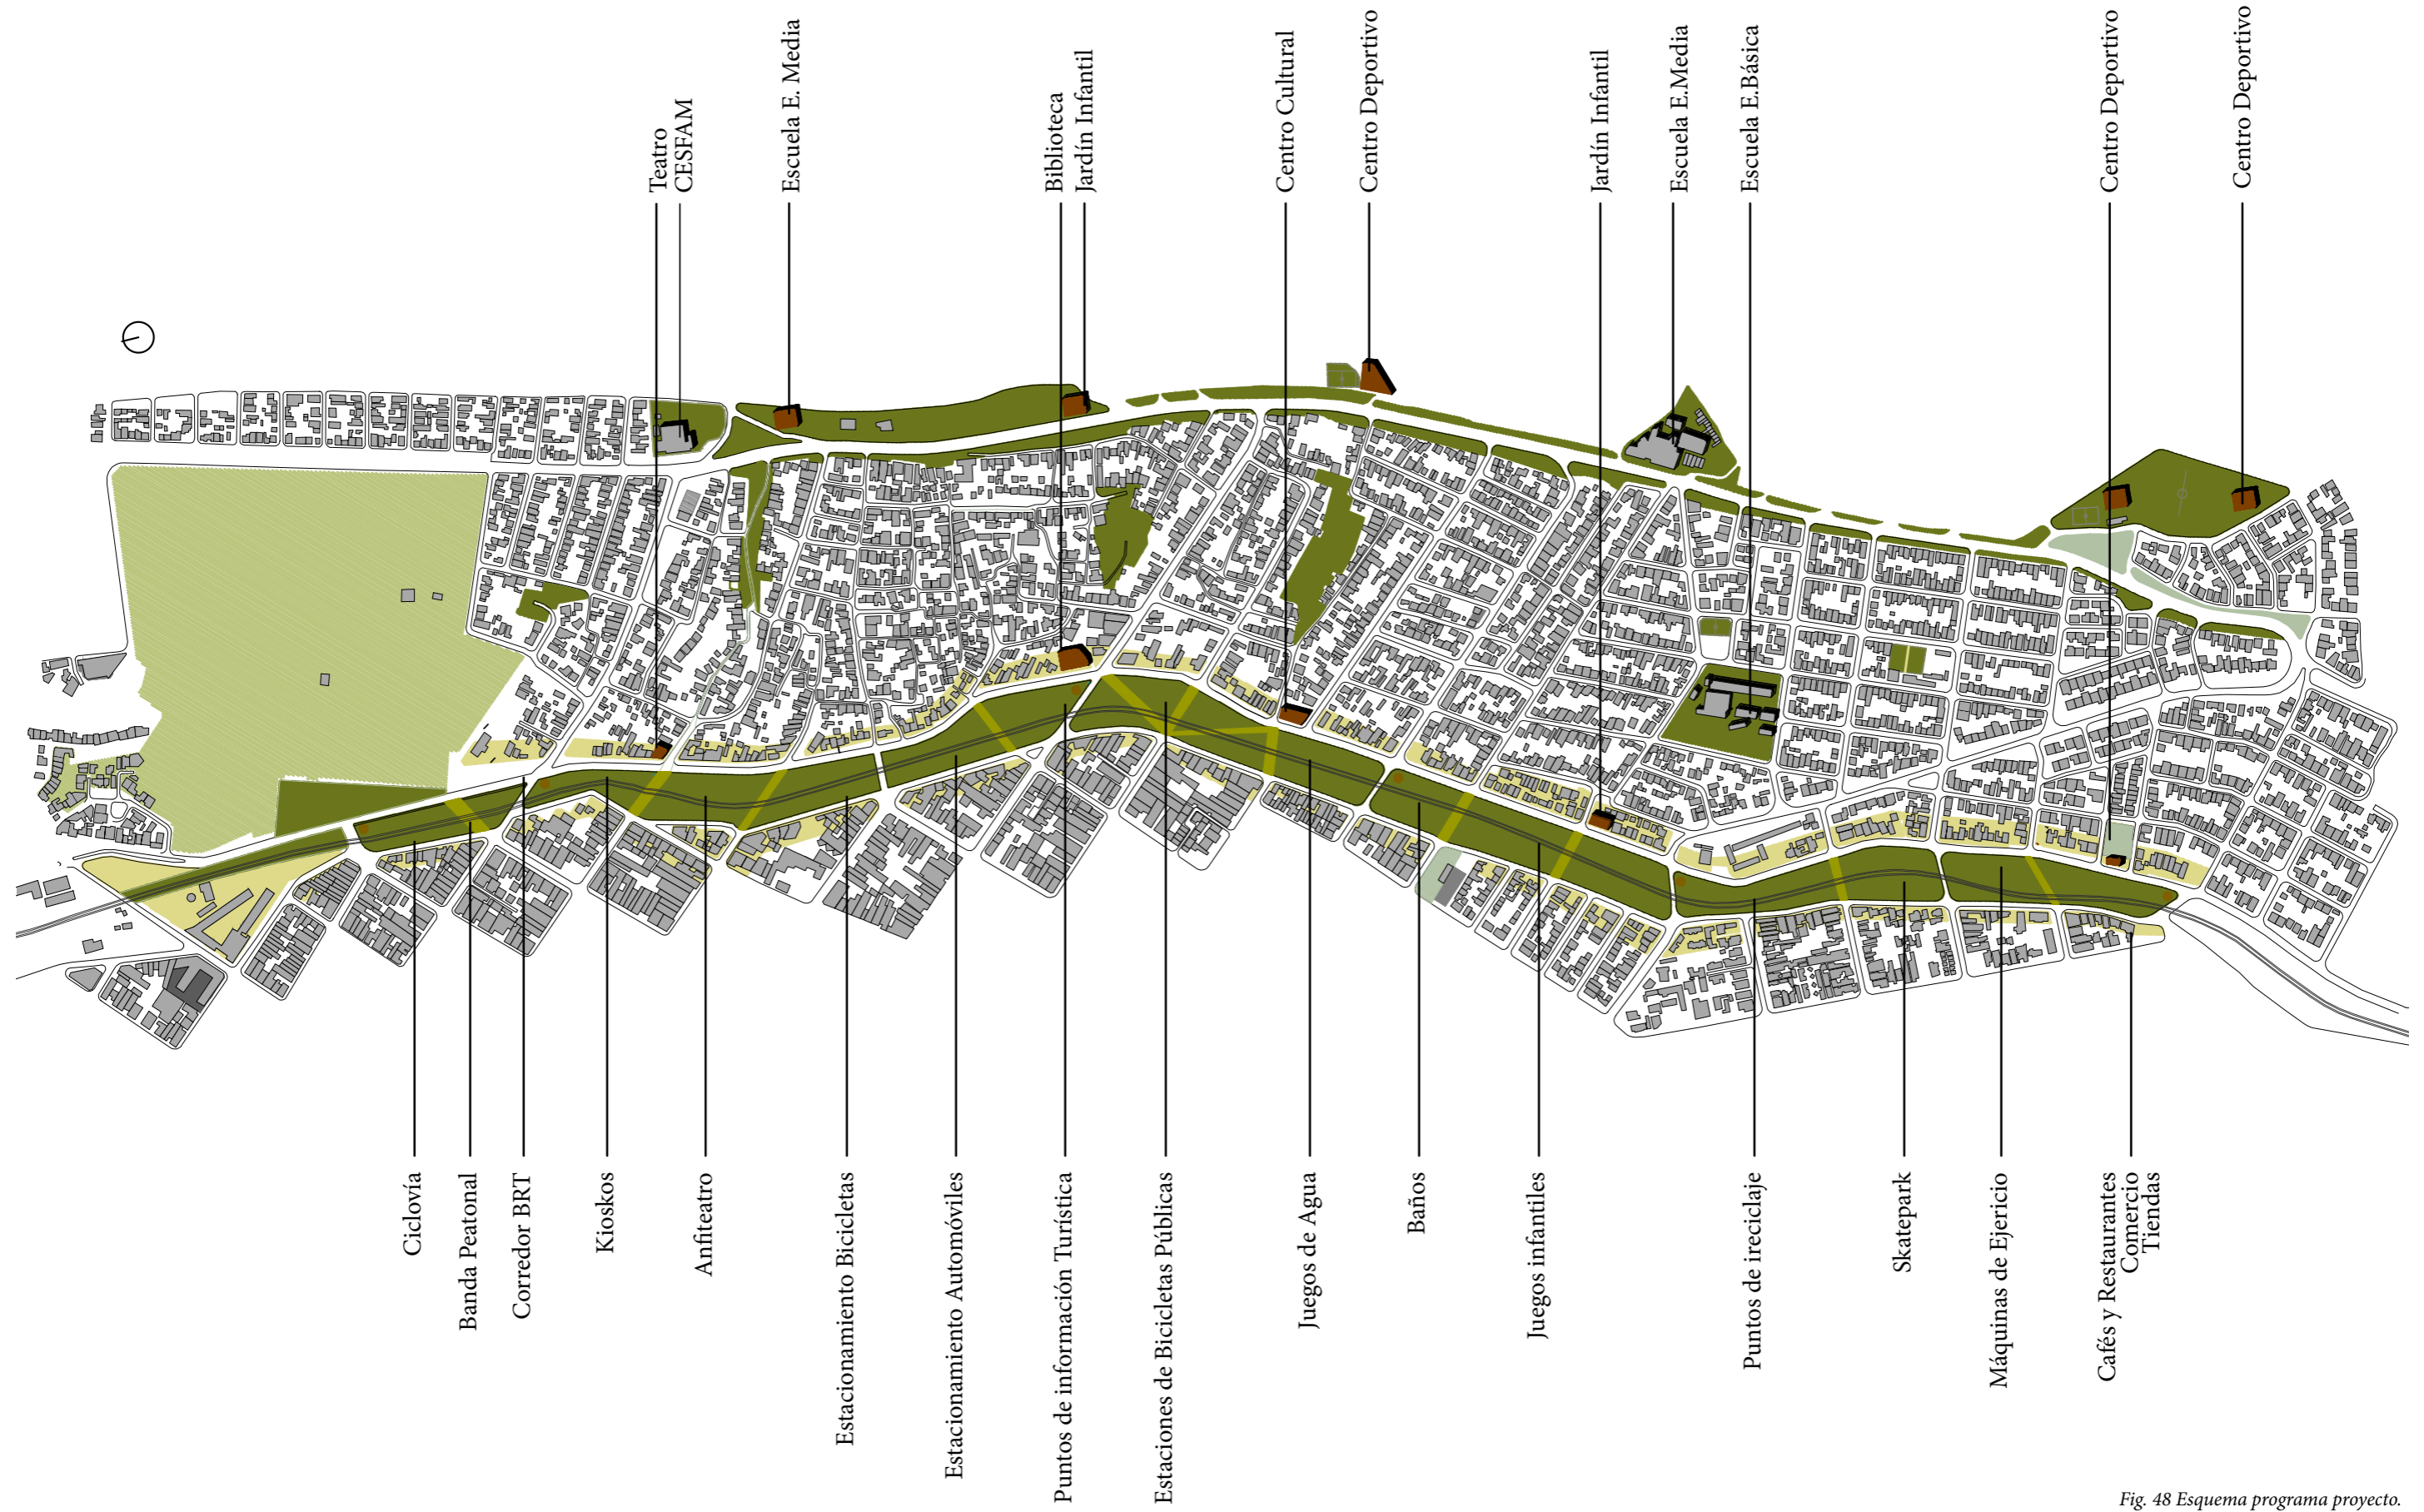 Teatro
CESFAM
Escuela E. Media
Biblioteca
Jardín Infantil
Centro Cultural
Centro Deportivo
Jardín Infantil
Escuela E.Media
Escuela E.Básica
Centro Deportivo
Centro Deportivo
Ciclovía
Banda Peatonal
Corredor BRT
Kioskos
Anfiteatro
Estacionamiento Bicicletas
Estacionamiento Automóviles
Puntos de información Turística
Estaciones de Bicicletas Públicas
Juegos de Agua
Baños
Juegos infantiles
Puntos de ireciclaje
Skatepark
Máquinas de Ejericio
Cafés y Restaurantes
Comercio
Tiendas
Fig. 48 Esquema programa proyecto.